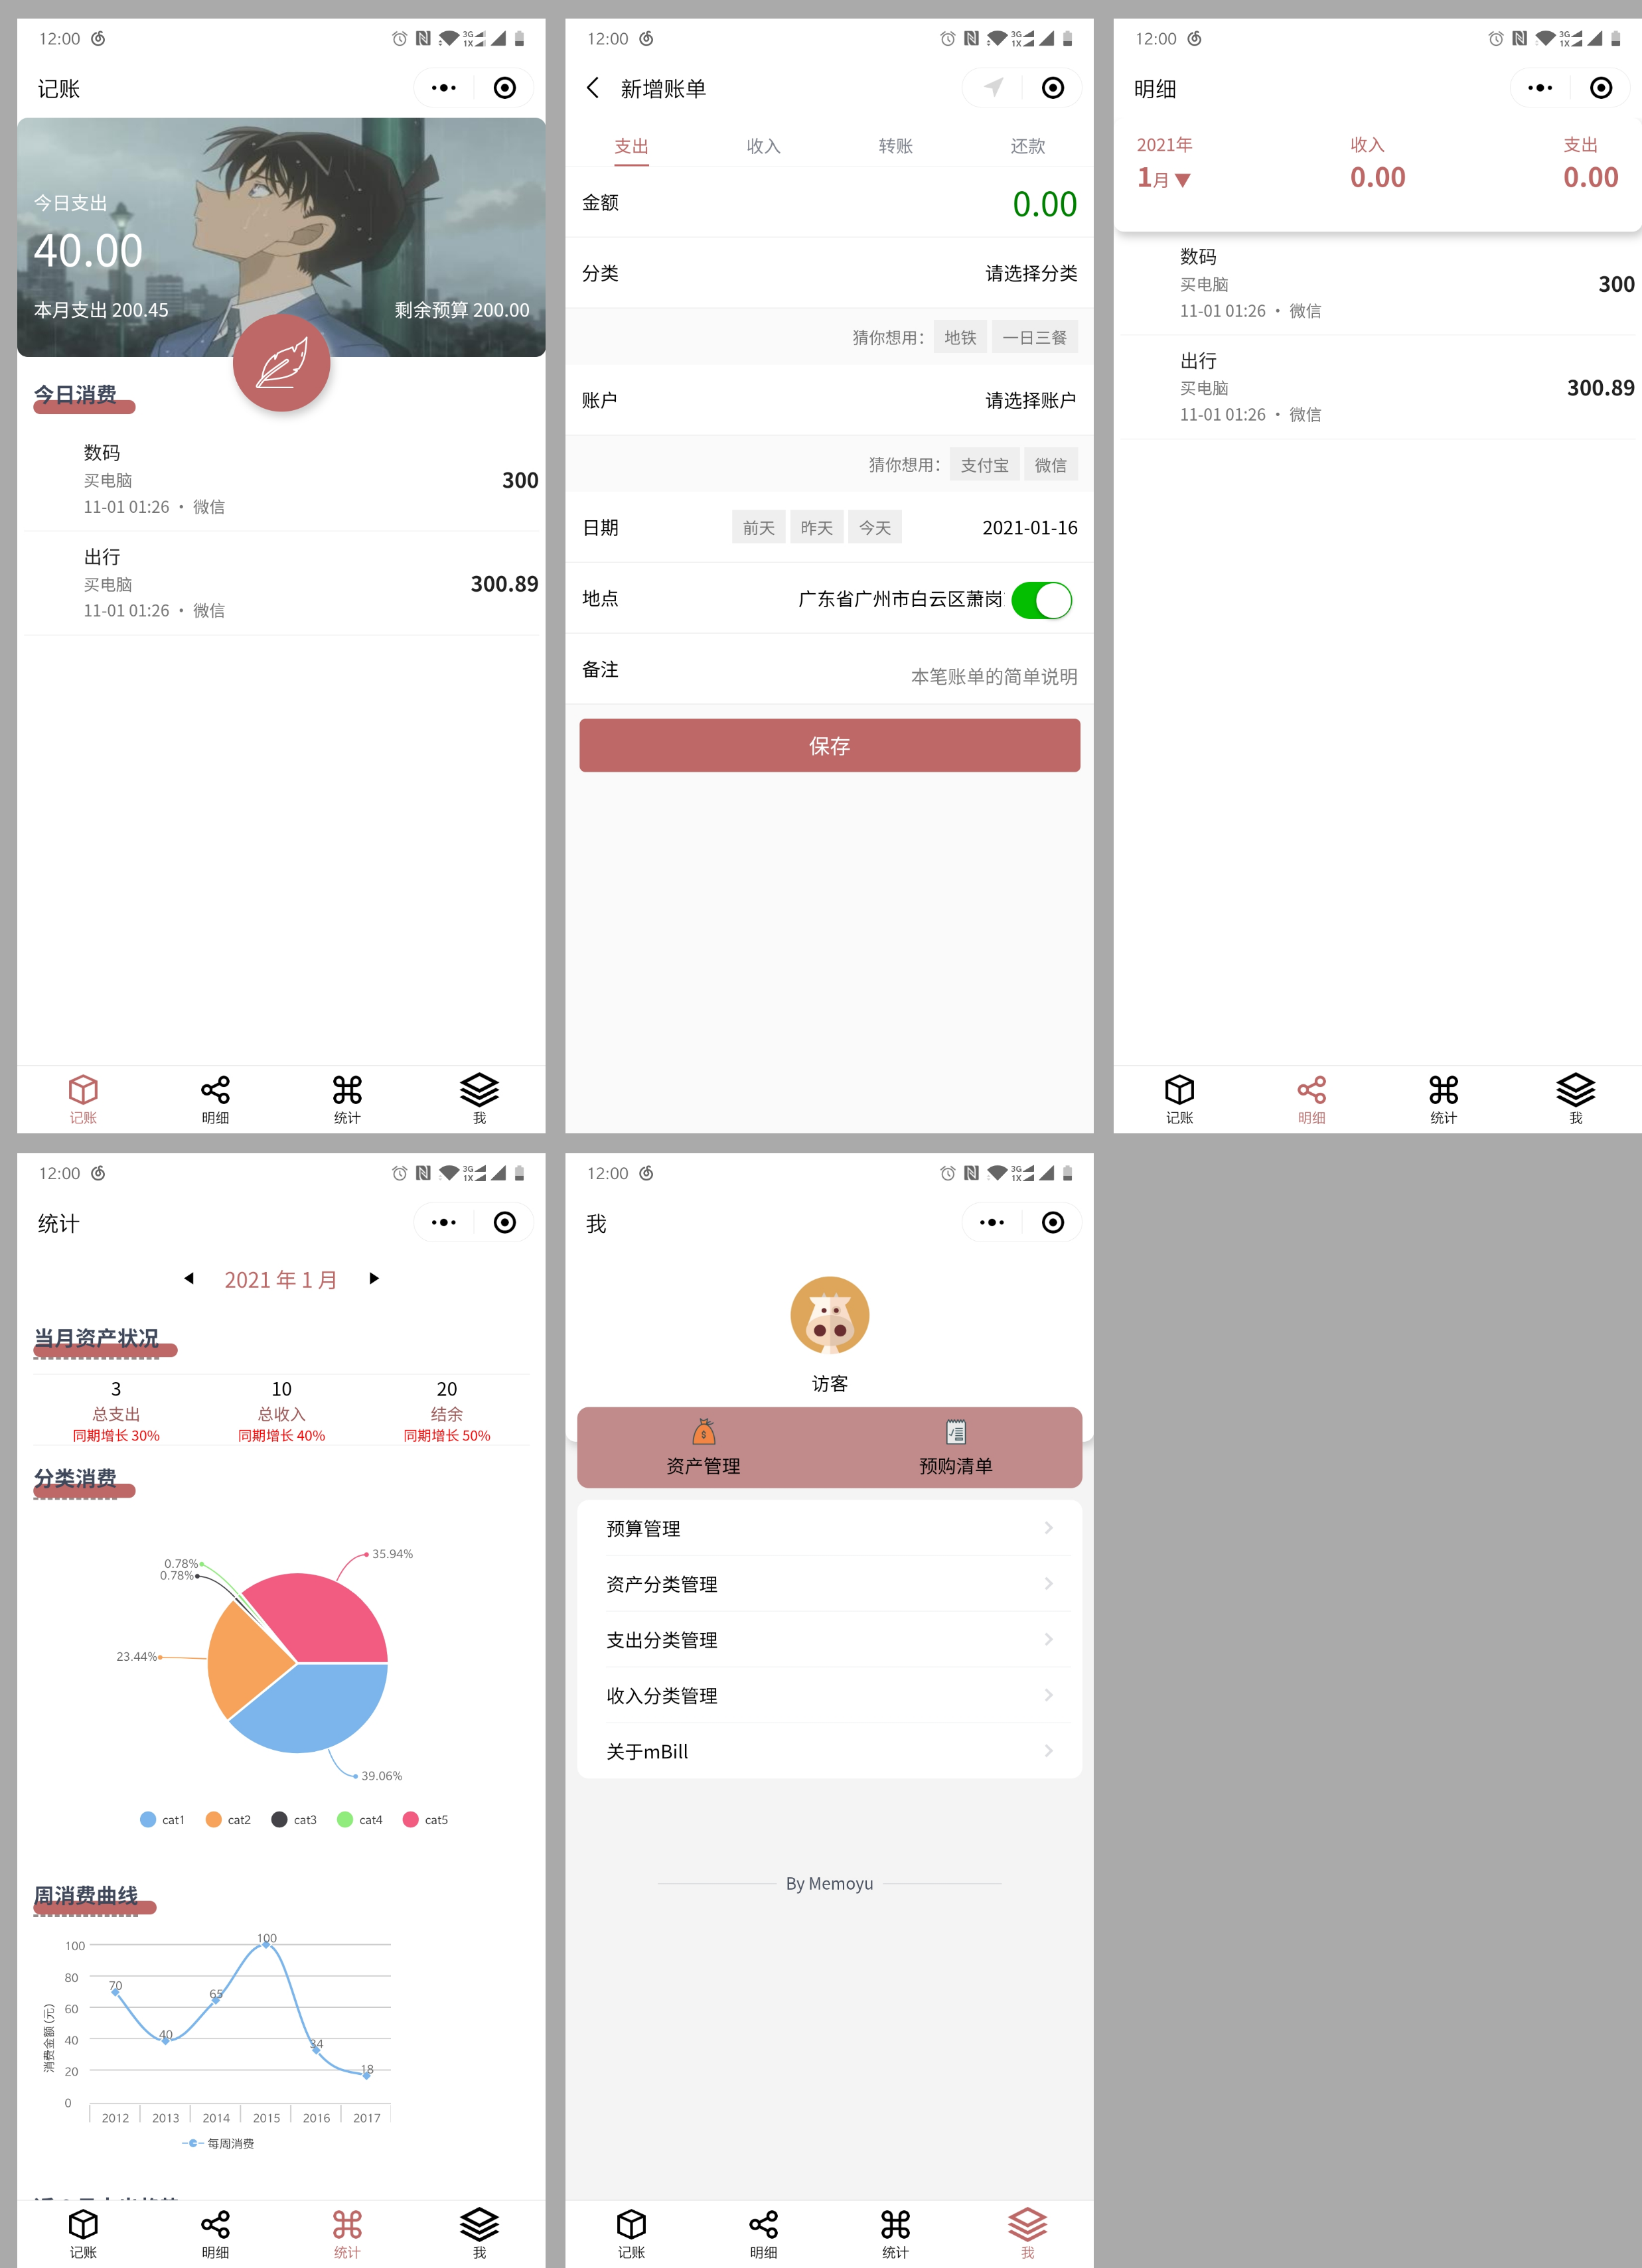 12:00
3G
1X
记账
今日支出
40.00
本月支出 200.45
剩余预算 200.00
今日消费
数码
买电脑
11-01 01:26 · 微信
300
出行
买电脑
11-01 01:26 · 微信
300.89
记账
明细
统计
我
12:00
3G
1X
新增账单
支出
收入
转账
还款
金额
0.00
分类
请选择分类
猜你想用:
地铁
一日三餐
账户
请选择账户
猜你想用:
支付宝
微信
日期
前天
昨天
今天
2021-01-16
地点
广东省广州市白云区萧岗
备注
本笔账单的简单说明
保存
12:00
3G
1X
明细
2021年
收入
支出
1月
0.00
0.00
数码
买电脑
11-01 01:26 · 微信
300
出行
买电脑
11-01 01:26 · 微信
300.89
记账
明细
统计
我
12:00
3G
1X
统计
2021 年 1 月
当月资产状况
3
10
20
总支出
总收入
结余
同期增长 30%
同期增长 40%
同期增长 50%
分类消费
35.94%
0.78%
0.78%
23.44%
39.06%
cat1
cat2
cat3
cat4
cat5
周消费曲线
消费金额 (元)
100
80
60
40
20
0
70
40
65
100
34
18
2012
2013
2014
2015
2016
2017
每周消费
记账
明细
统计
我
12:00
3G
1X
我
访客
资产管理
预购清单
预算管理
资产分类管理
支出分类管理
收入分类管理
关于mBill
By Memoyu
记账
明细
统计
我